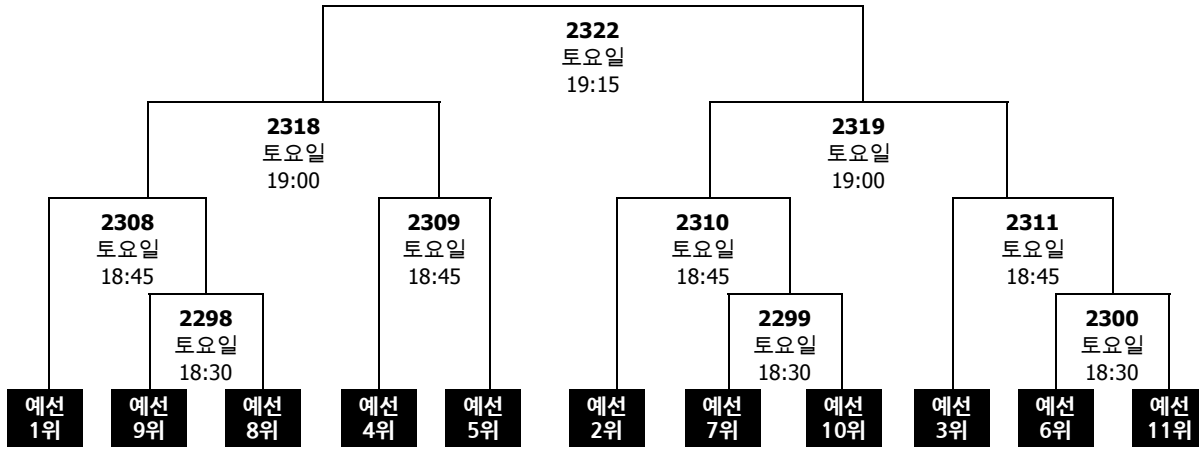 2322
토요일
19:15
2318
토요일
19:00
2319
토요일
19:00
2308
토요일
18:45
2309
토요일
18:45
2310
토요일
18:45
2311
토요일
18:45
2298
토요일
18:30
2299
토요일
18:30
2300
토요일
18:30
예선
1위
예선
9위
예선
8위
예선
4위
예선
5위
예선
2위
예선
7위
예선
10위
예선
3위
예선
6위
예선
11위